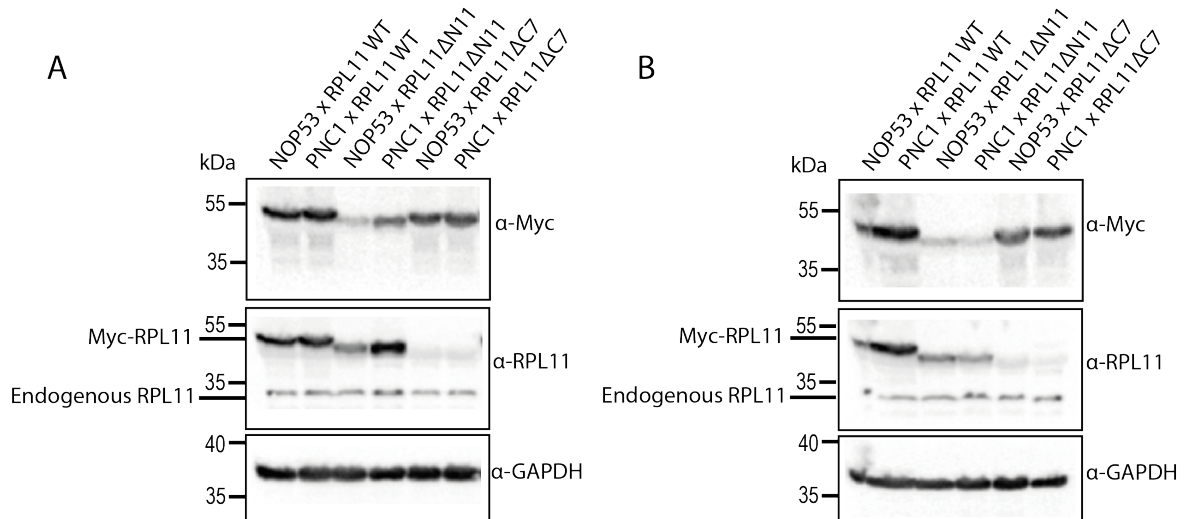 A
NOP53 x RPL11 WT
PNC1 x RPL11 WT
NOP53 x RPL11ΔN11
PNC1 x RPL11ΔN11
NOP53 x RPL11ΔC7
PNC1 x RPL11ΔC7
kDa
55
35
α-Myc
Myc-RPL11
55
35
Endogenous RPL11
α-RPL11
40
35
α-GAPDH
B
NOP53 x RPL11 WT
PNC1 x RPL11 WT
NOP53 x RPL11ΔN11
PNC1 x RPL11ΔN11
NOP53 x RPL11ΔC7
PNC1 x RPL11ΔC7
kDa
55
35
α-Myc
Myc-RPL11
55
35
Endogenous RPL11
α-RPL11
40
35
α-GAPDH